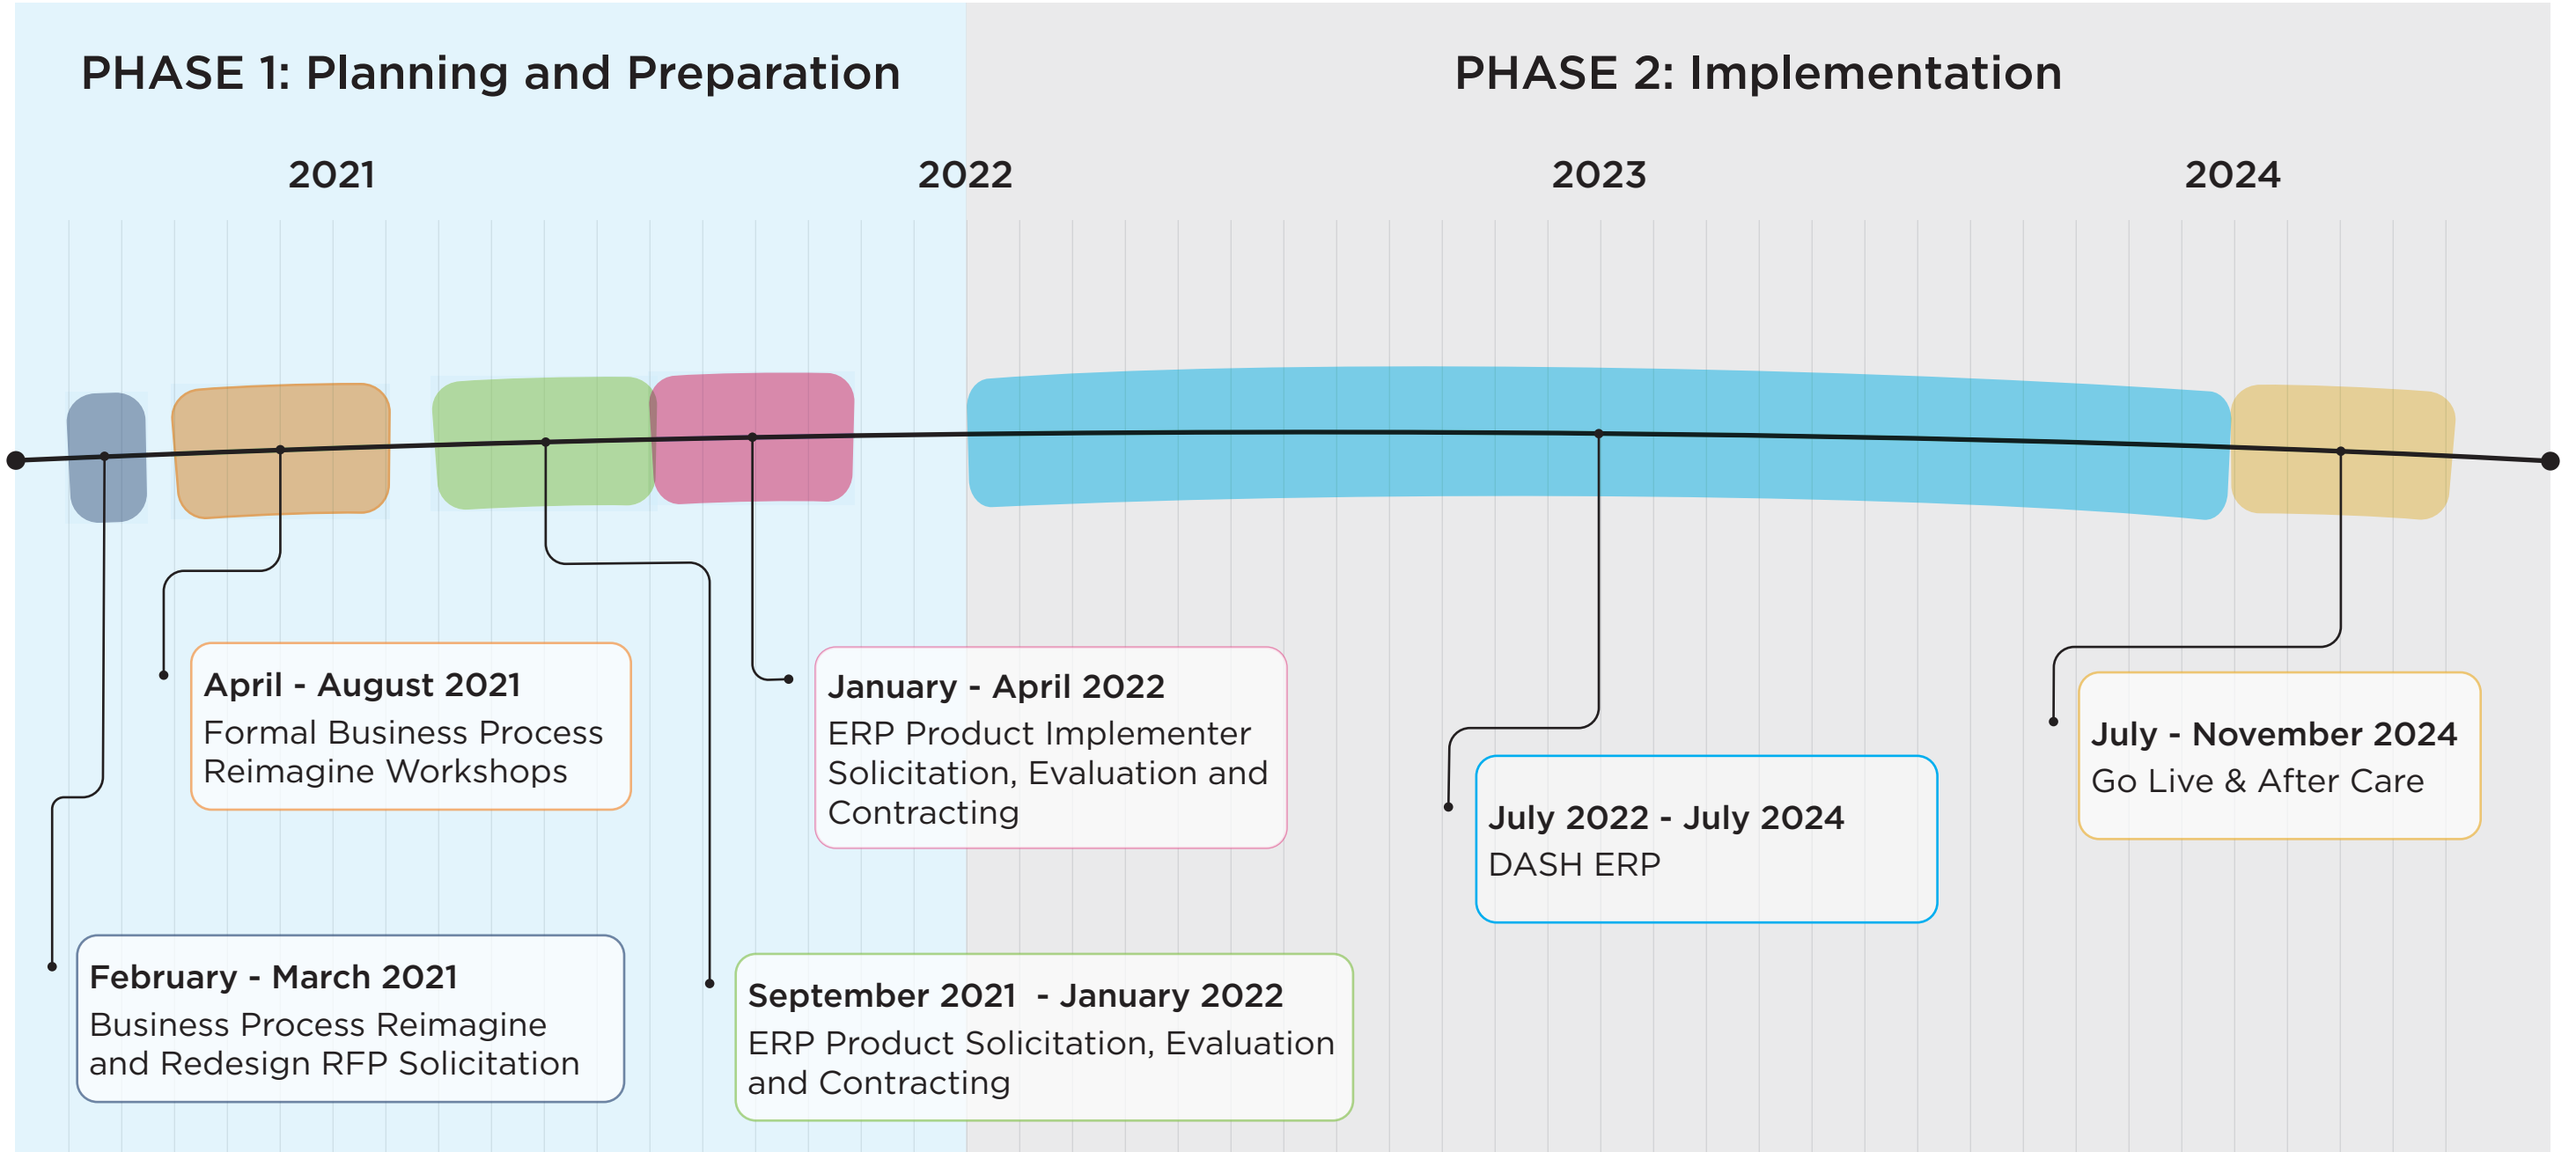 PHASE 1: Planning and Preparation
PHASE 2: Implementation
2021
2022
2023
2024
April - August 2021
Formal Business Process
Reimagine Workshops
January - April 2022
ERP Product Implementer
Solicitation, Evaluation and
Contracting
July 2022 - July 2024
DASH ERP
July - November 2024
Go Live & After Care
February - March 2021
Business Process Reimagine
and Redesign RFP Solicitation
September 2021 - January 2022
ERP Product Solicitation, Evaluation
and Contracting